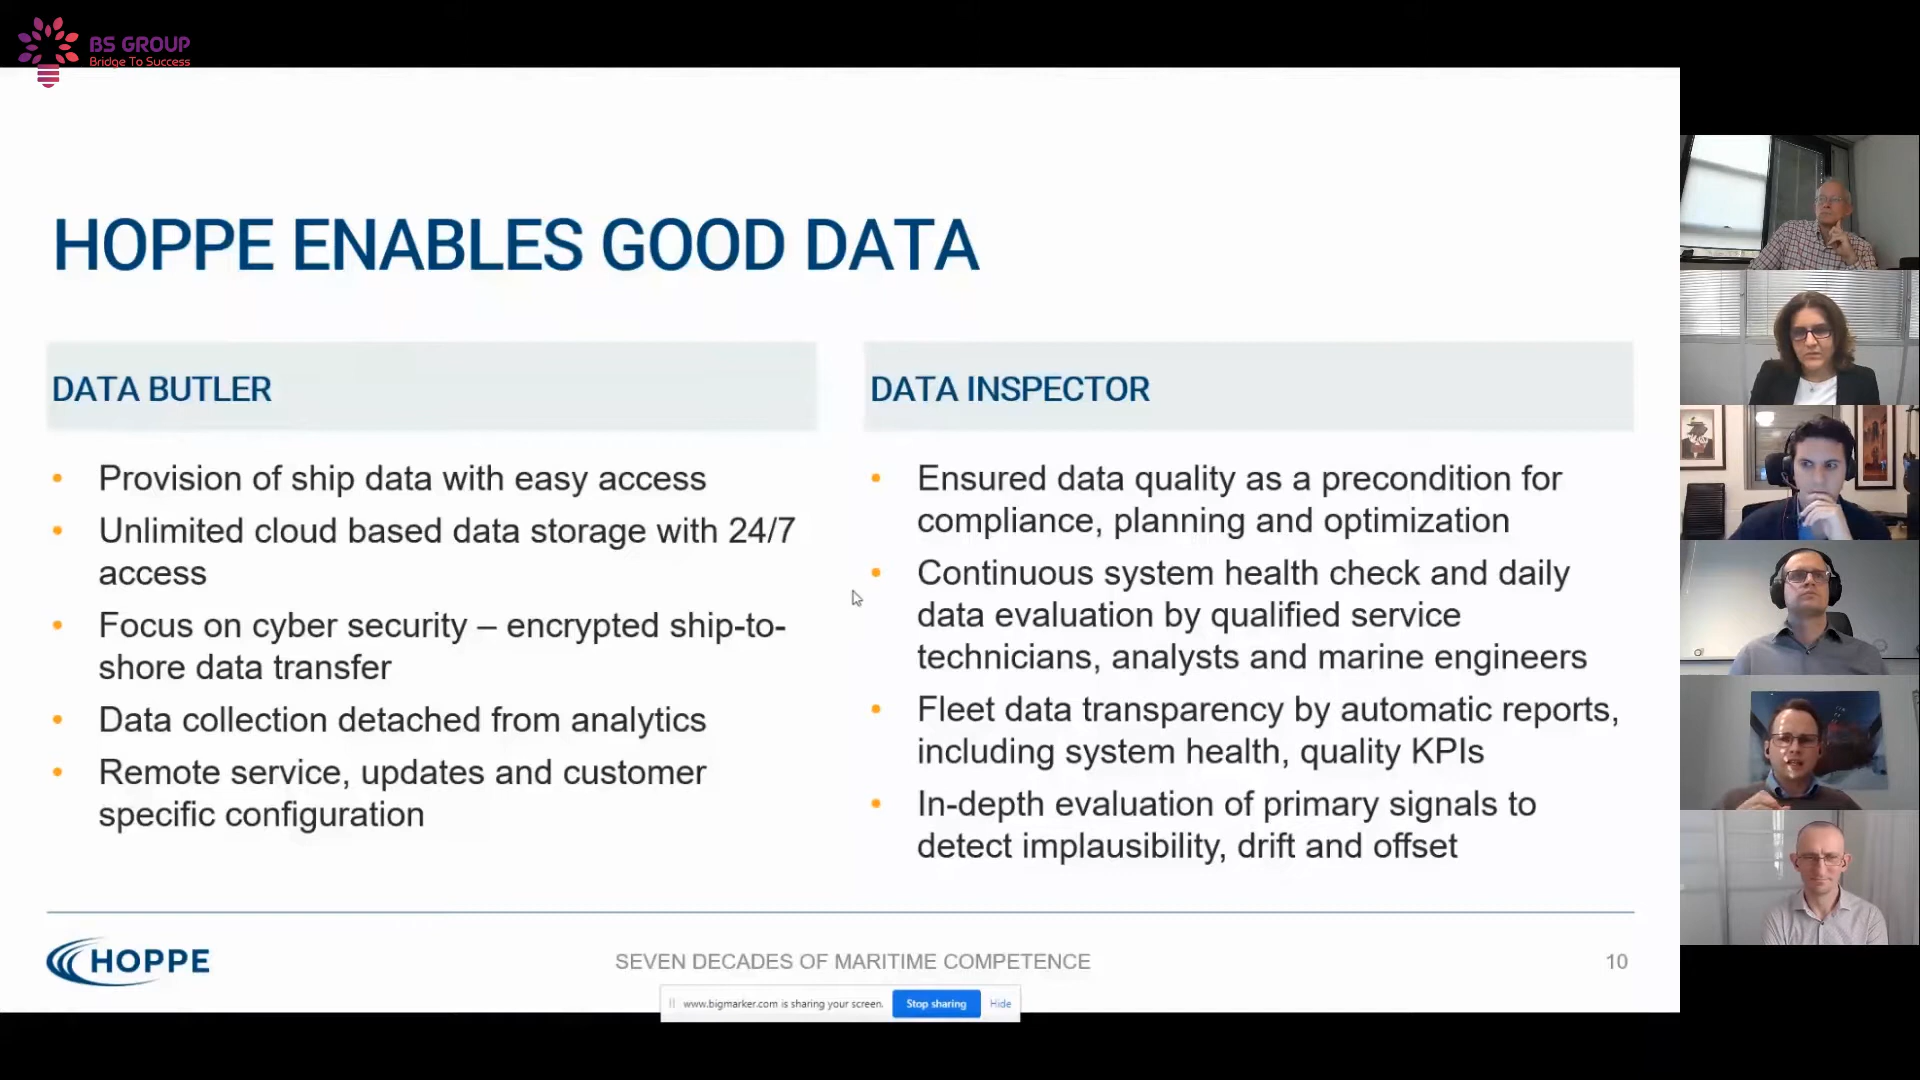 BS GROUP
Bridge To Success
HOPPE ENABLES GOOD DATA
DATA BUTLER
• Provision of ship data with easy access
• Unlimited cloud based data storage with 24/7
access
• Focus on cyber security – encrypted ship-to-
shore data transfer
• Data collection detached from analytics
• Remote service, updates and customer
specific configuration
DATA INSPECTOR
• Ensured data quality as a precondition for
compliance, planning and optimization
• Continuous system health check and daily
data evaluation by qualified service
technicians, analysts and marine engineers
• Fleet data transparency by automatic reports,
including system health, quality KPIs
• In-depth evaluation of primary signals to
detect implausibility, drift and offset
HOPPE
SEVEN DECADES OF MARITIME COMPETENCE
10
www.bigmarker.com is sharing your screen.
Stop sharing
Hide